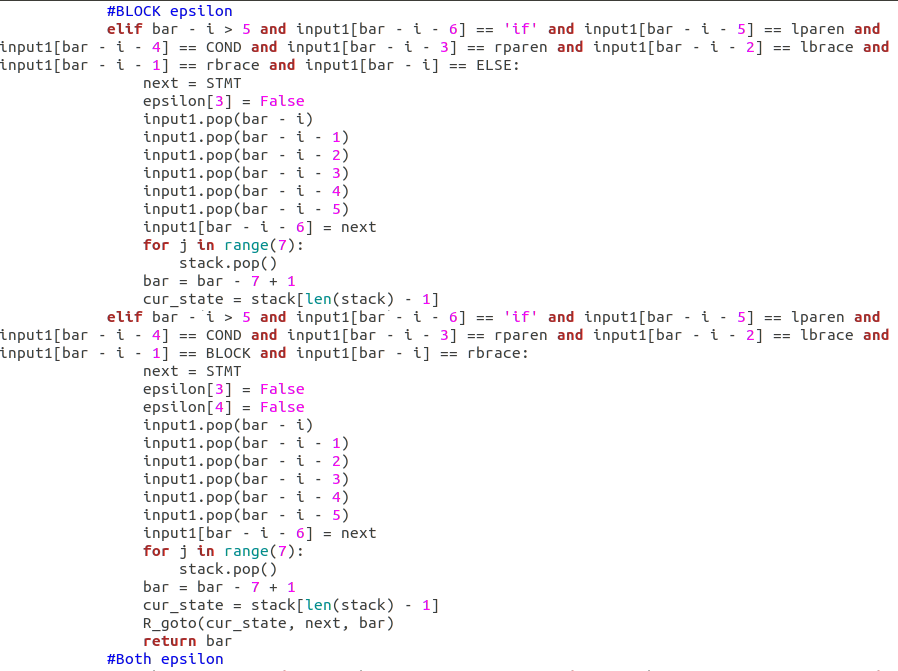 #BLOCK epsilon
elif bar - i > 5 and input1[bar - i - 6] == 'if' and input1[bar - i - 5] == lparen and
input1[bar - i - 4] == COND and input1[bar - i - 3] == rparen and input1[bar - i - 2] == lbrace and
input1[bar - i - 1] == rbrace and input1[bar - i] == ELSE:
next = STMT
epsilon[3] = False
input1.pop(bar - i)
input1.pop(bar - i - 1)
input1.pop(bar - i - 2)
input1.pop(bar - i - 3)
input1.pop(bar - i - 4)
input1.pop(bar - i - 5)
input1[bar - i - 6] = next
for j in range(7):
stack.pop()
bar = bar - 7 + 1
cur_state = stack[len(stack) - 1]
elif bar - i > 5 and input1[bar - i - 6] == 'if' and input1[bar - i - 5] == lparen and
input1[bar - i - 4] == COND and input1[bar - i - 3] == rparen and input1[bar - i - 2] == lbrace and
input1[bar - i - 1] == BLOCK and input1[bar - i] == rbrace:
next = STMT
epsilon[3] = False
epsilon[4] = False
input1.pop(bar - i)
input1.pop(bar - i - 1)
input1.pop(bar - i - 2)
input1.pop(bar - i - 3)
input1.pop(bar - i - 4)
input1.pop(bar - i - 5)
input1[bar - i - 6] = next
for j in range(7):
stack.pop()
bar = bar - 7 + 1
cur_state = stack[len(stack) - 1]
R_goto(cur_state, next, bar)
return bar
#Both epsilon